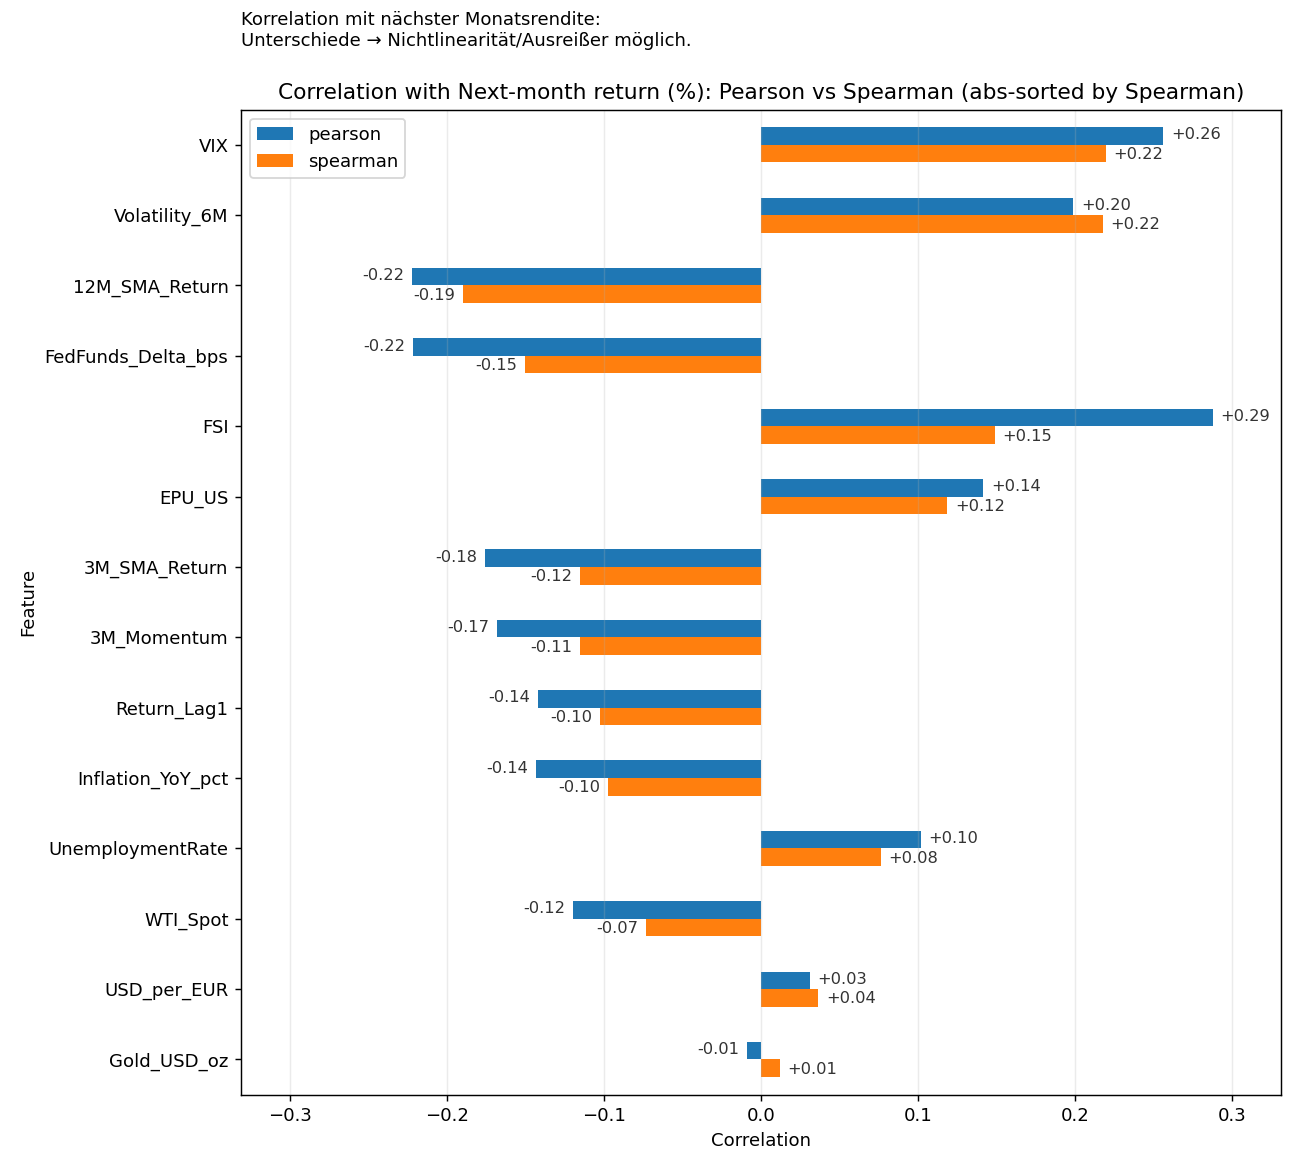 Korrelation mit nächster Monatsrendite:
Unterschiede → Nichtlinearität/Ausreißer möglich.
Correlation with Next-month return (%): Pearson vs Spearman (abs-sorted by Spearman)
pearson
spearman
VIX
+0.26
+0.22
Volatility_6M
+0.20
+0.22
12M_SMA_Return
-0.22
-0.19
FedFunds_Delta_bps
-0.22
-0.15
FSI
+0.29
+0.15
EPU_US
+0.14
+0.12
3M_SMA_Return
-0.18
-0.12
3M_Momentum
-0.17
-0.11
Return_Lag1
-0.14
-0.10
Inflation_YoY_pct
-0.14
-0.10
UnemploymentRate
+0.10
+0.08
WTI_Spot
-0.12
-0.07
USD_per_EUR
+0.03
+0.04
Gold_USD_oz
-0.01
+0.01
Feature
−0.3 −0.2 −0.1 0.0 0.1 0.2 0.3
Correlation